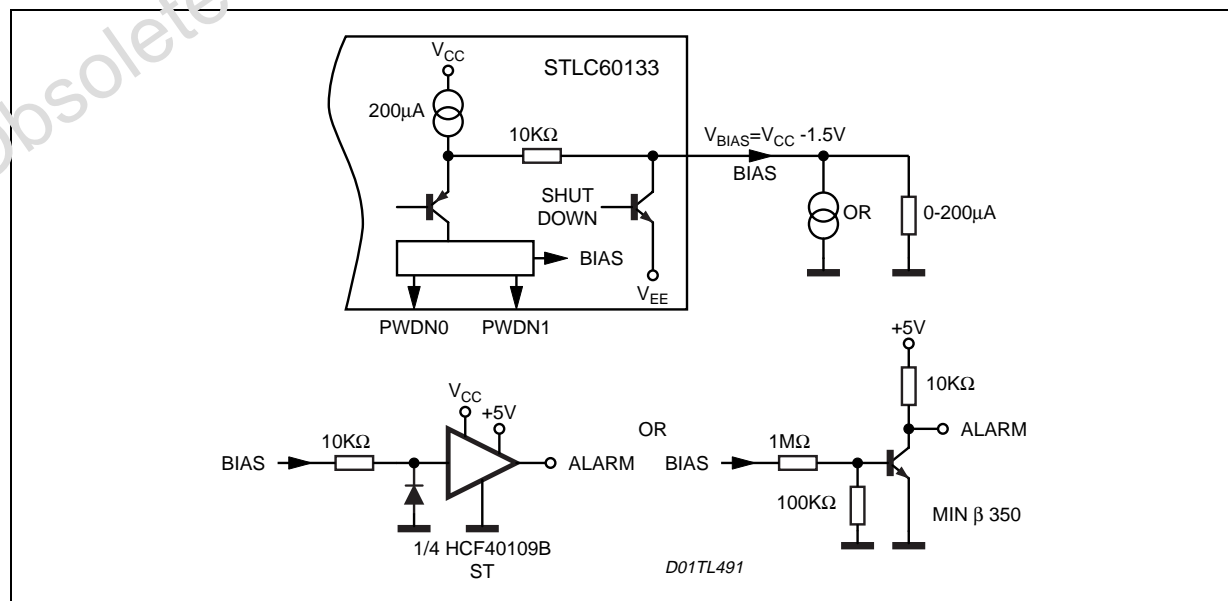 obsolete
VCC
STLC60133
200µA
10KΩ
VBIAS=VCC -1.5V
BIAS
SHUT
DOWN
OR
0-200µA
BIAS
VEE
PWDN0
PWDN1
+5V
10KΩ
VCC
+5V
10KΩ
OR
1MΩ
ALARM
BIAS
ALARM
BIAS
100KΩ
MIN β 350
1/4 HCF40109B
ST
D01TL491